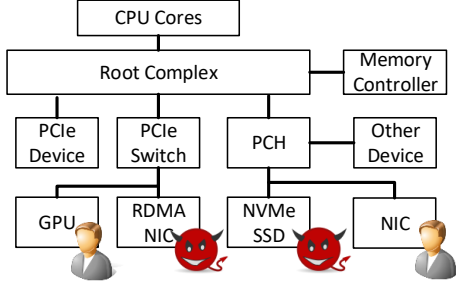 CPU Cores
Root Complex
Memory
Controller
PCIe
Device
PCIe
Switch
PCH
Other
Device
GPU
RDMA
NIC
NVMe
SSD
NIC